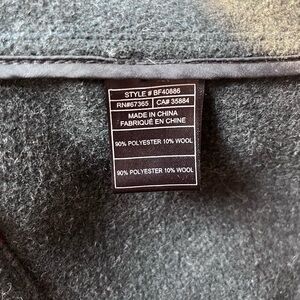 STYLE # BF40886
RN#67365 CA# 35884
MADE IN CHINA
FABRIQUÉ EN CHINE
90% POLYESTER 10% WOOL
90% POLYESTER 10% WOOL